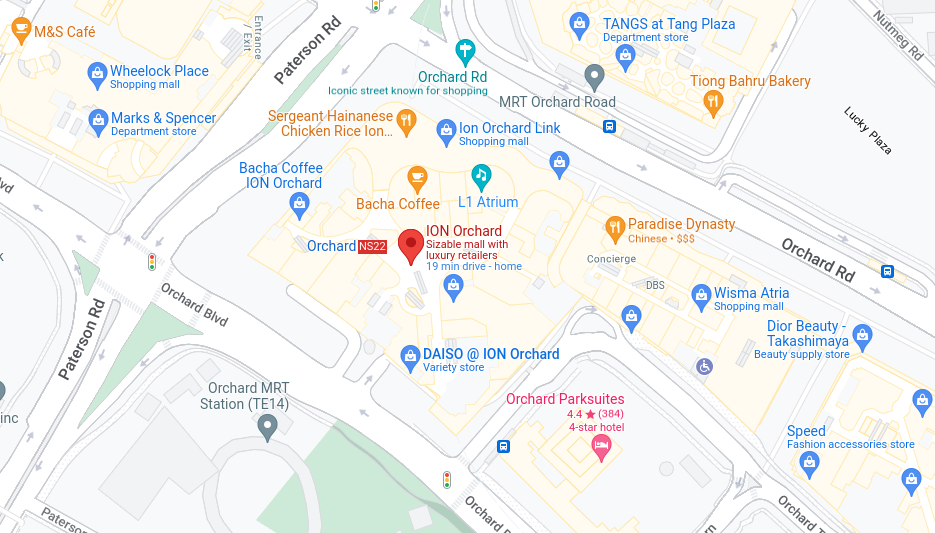 M&S Café
Entrance
/ Exit
Paterson Rd
TANGS at Tang Plaza
Department store
Nutmeg Rd
Wheelock Place
Shopping mall
Orchard Rd
Iconic street known for shopping
MRT Orchard Road
Tiong Bahru Bakery
Lucky Plaza
Marks & Spencer
Department store
Sergeant Hainanese
Chicken Rice Ion...
Ion Orchard Link
Shopping mall
Bacha Coffee
ION Orchard
Bacha Coffee
L1 Atrium
lvd
Orchard NS22
ION Orchard
Sizable mall with
luxury retailers
19 min drive - home
Paradise Dynasty
Chinese • $$$
Concierge
Orchard Rd
DBS
Wisma Atria
Shopping mall
Orchard Blvd
Paterson Rd
Dior Beauty -
Takashimaya
Beauty supply store
DAISO @ ION Orchard
Variety store
Orchard MRT
Station (TE14)
Orchard Parksuites
4.4 ★ (384)
4-star hotel
inc
Speed
Fashion accessories store
Paterson
Orchard
Orchard T